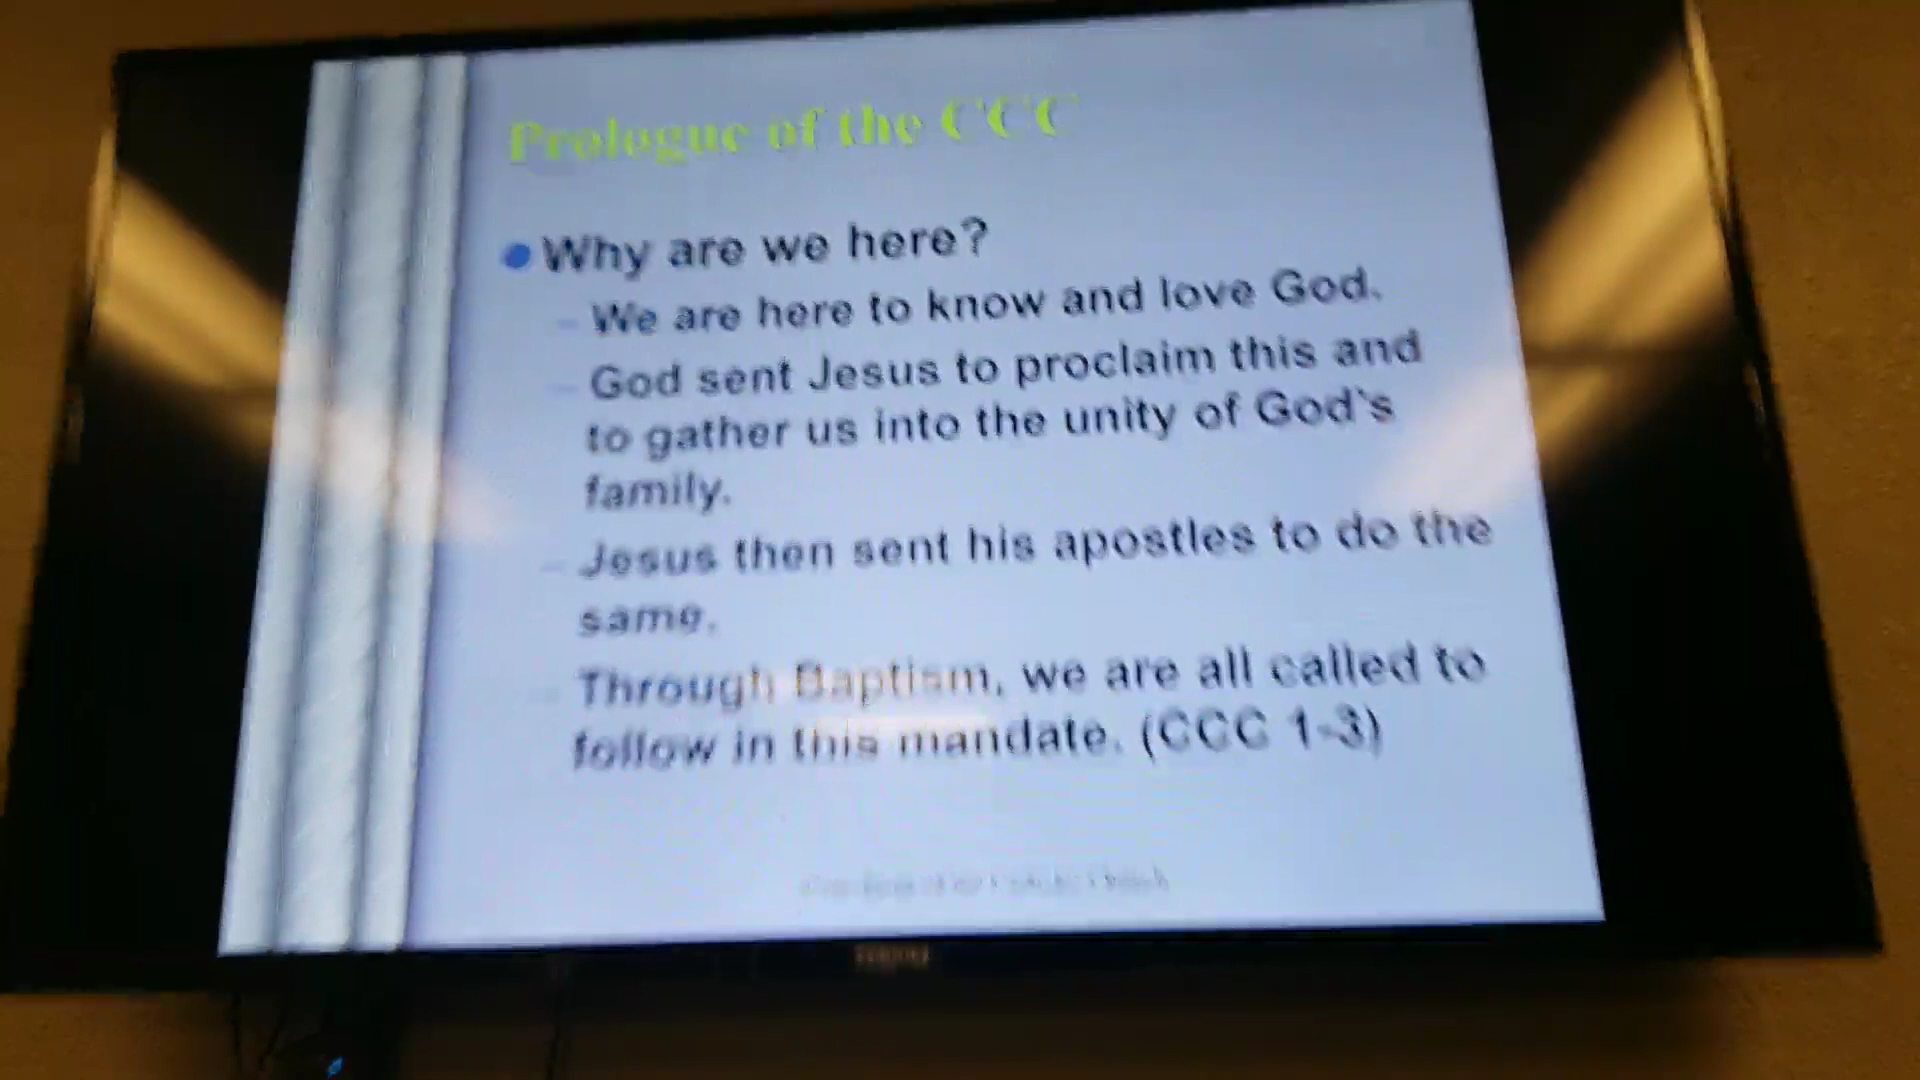 Prologue of the CCC
Why are we here?
– We are here to know and love God.
– God sent Jesus to proclaim this and
to gather us into the unity of God's
family.
– Jesus then sent his apostles to do the
same.
– Through Baptism, we are all called to
follow in this mandate. (CCC 1-3)